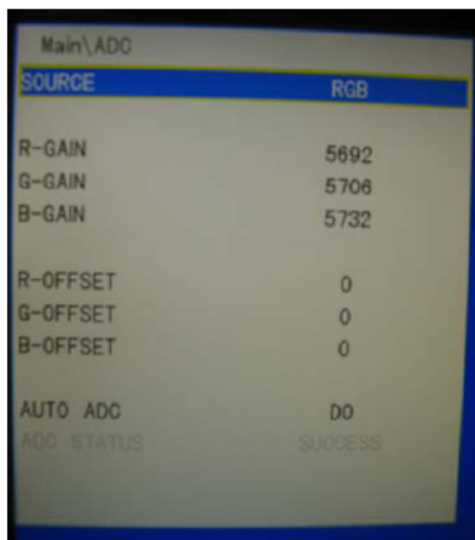 Main\ADC
SOURCE RGB
R-GAIN 5692
G-GAIN 5706
B-GAIN 5732
R-OFFSET 0
G-OFFSET 0
B-OFFSET 0
AUTO ADC DO
ADC STATUS SUCCESS